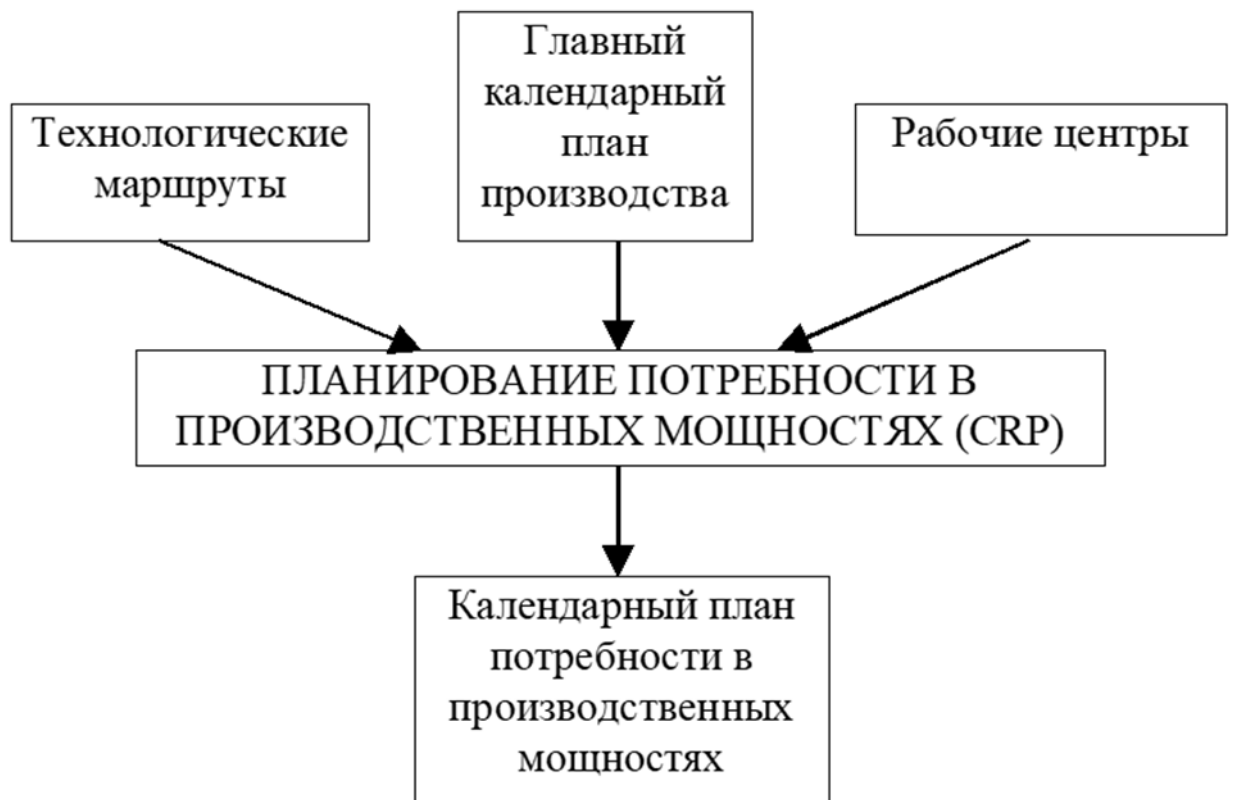 Технологические
маршруты
Главный
календарный
план
производства
Рабочие центры
ПЛАНИРОВАНИЕ ПОТРЕБНОСТИ В
ПРОИЗВОДСТВЕННЫХ МОЩНОСТЯХ (CRP)
Календарный план
потребности в
производственных
мощностях